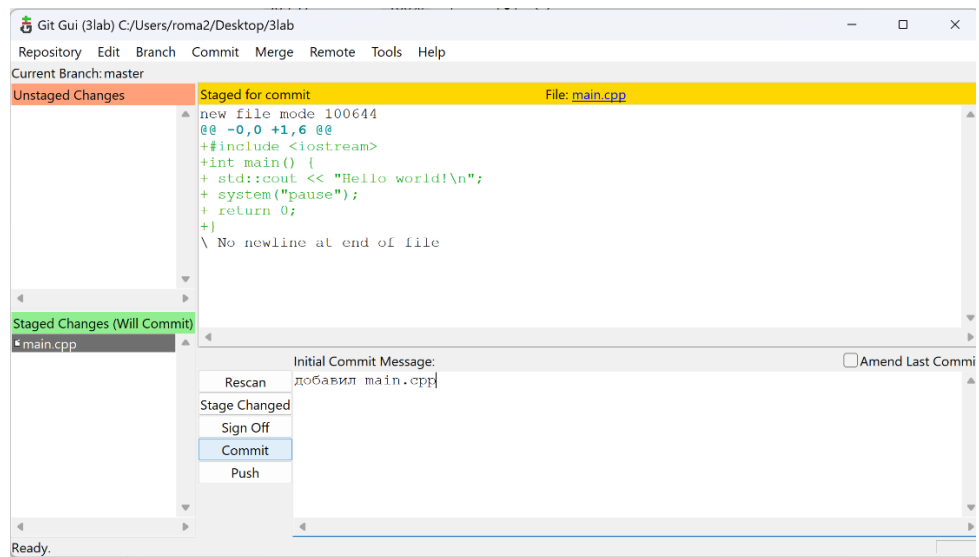 Git Gui (3lab) C:/Users/roma2/Desktop/3lab
Repository Edit Branch Commit Merge Remote Tools Help
Current Branch: master
Unstaged Changes
Staged for commit File: main.cpp
new file mode 100644
@@ -0,0 +1,6 @@
+#include <iostream>
+int main() {
+ std::cout << "Hello world!\n";
+ system("pause");
+ return 0;
+}
\ No newline at end of file
Staged Changes (Will Commit)
main.cpp
Initial Commit Message:
Amend Last Commi
добавил main.cpp
Rescan
Stage Changed
Sign Off
Commit
Push
Ready.